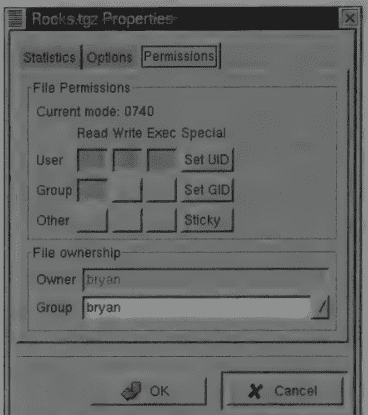 Rocks.tgz Properties
Statistics Options Permissions
File Permissions
Current mode: 0740
Read Write Exec Special
User Set UID
Group Set GID
Other Sticky
File ownership
Owner bryan
Group bryan
OK Cancel